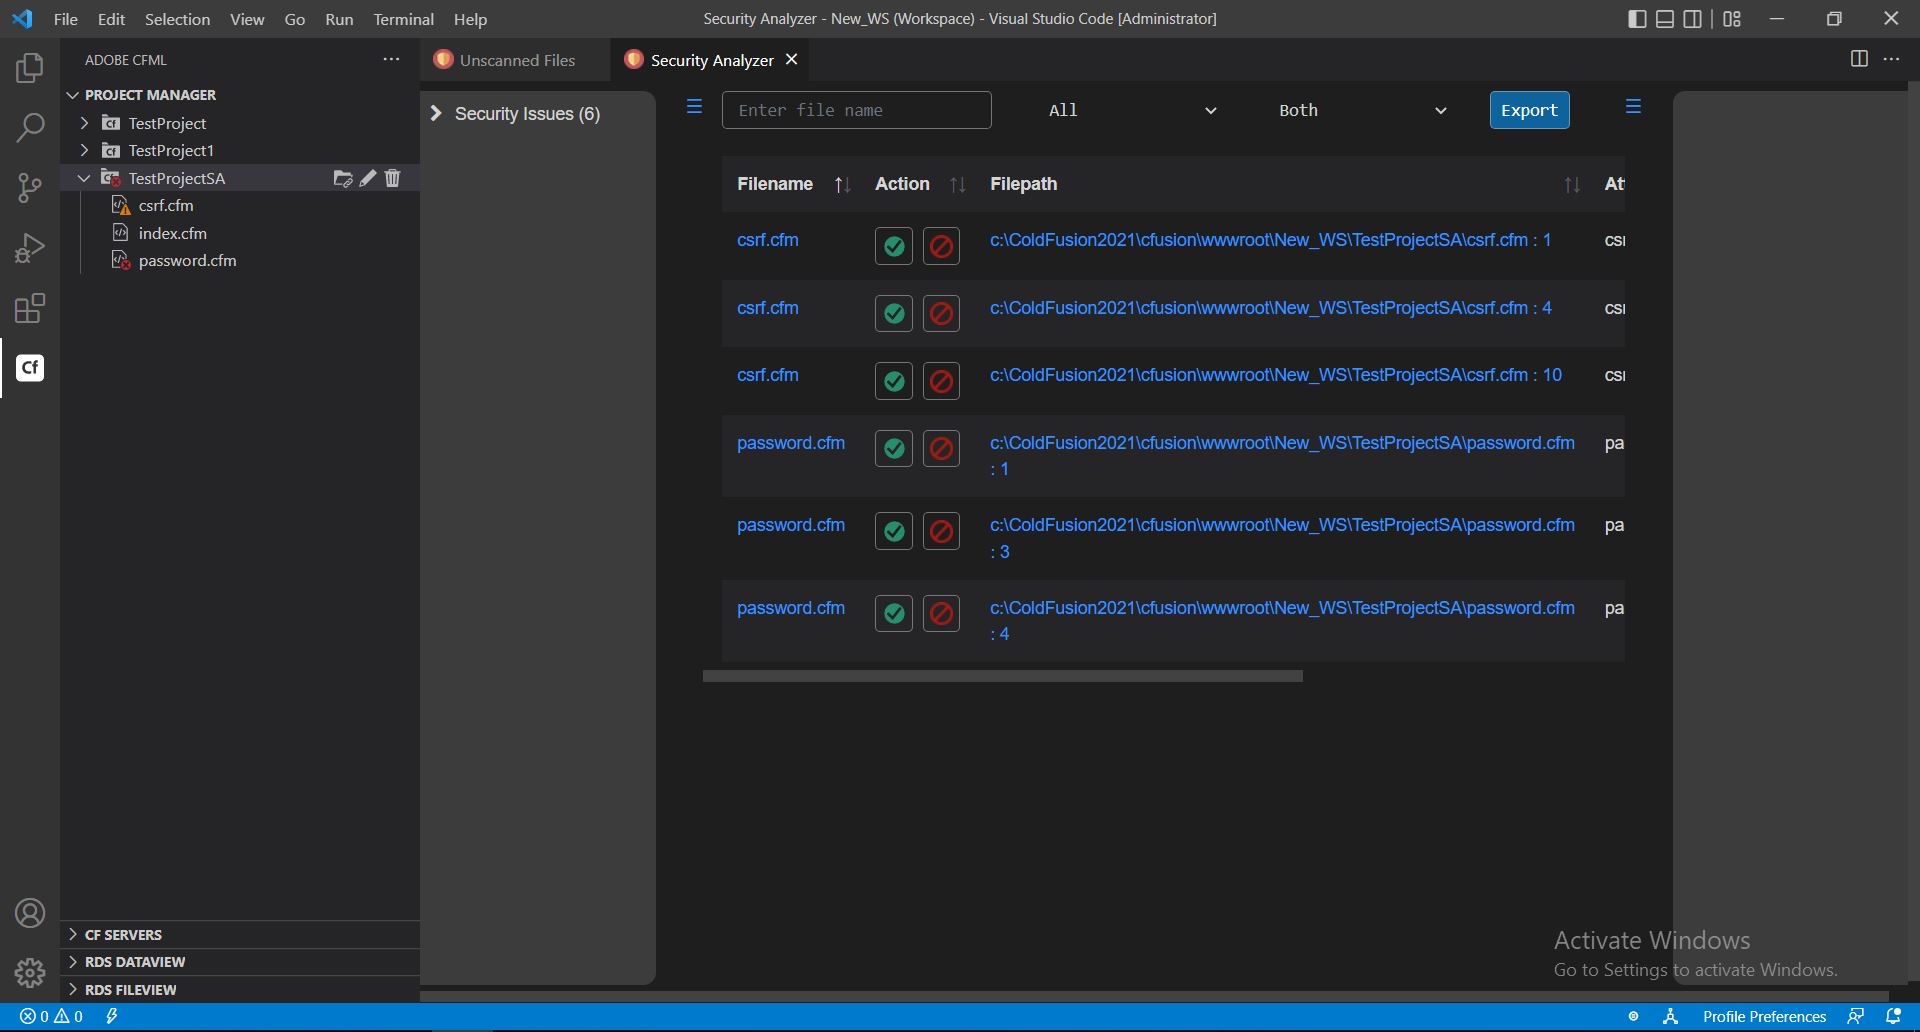 File Edit Selection View Go Run Terminal Help
Security Analyzer - New_WS (Workspace) - Visual Studio Code [Administrator]
ADOBE CFML
Unscanned Files
Security Analyzer
PROJECT MANAGER
Cf TestProject
Cf TestProject1
TestProjectSA
csrf.cfm
index.cfm
password.cfm
Cf
CF SERVERS
RDS DATAVIEW
RDS FILEVIEW
Security Issues (6)
Enter file name
All
Both
Export
Filename Action Filepath At
csrf.cfm c:\ColdFusion2021\cfusion\wwwroot\New_WS\TestProjectSA\csrf.cfm : 1 csr
csrf.cfm c:\ColdFusion2021\cfusion\wwwroot\New_WS\TestProjectSA\csrf.cfm : 4 csr
csrf.cfm c:\ColdFusion2021\cfusion\wwwroot\New_WS\TestProjectSA\csrf.cfm : 10 csr
password.cfm c:\ColdFusion2021\cfusion\wwwroot\New_WS\TestProjectSA\password.cfm pa
: 1
password.cfm c:\ColdFusion2021\cfusion\wwwroot\New_WS\TestProjectSA\password.cfm pa
: 3
password.cfm c:\ColdFusion2021\cfusion\wwwroot\New_WS\TestProjectSA\password.cfm pa
: 4
Activate Windows
Go to Settings to activate Windows.
0 0
Profile Preferences